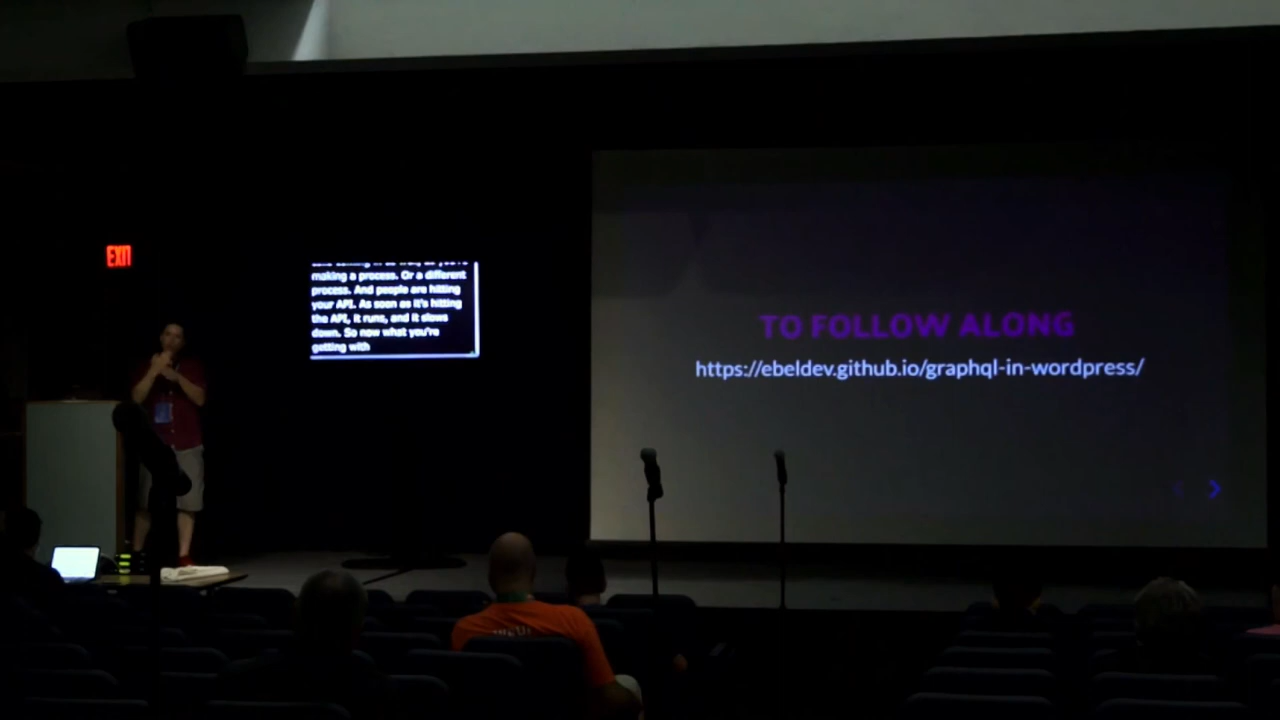 EXIT
making a process. Or a different
process. And people are hitting
your API. As soon as it's hitting
the API, it runs, and it slows
down. So now what you're
getting with
TO FOLLOW ALONG
https://ebeldev.github.io/graphql-in-wordpress/